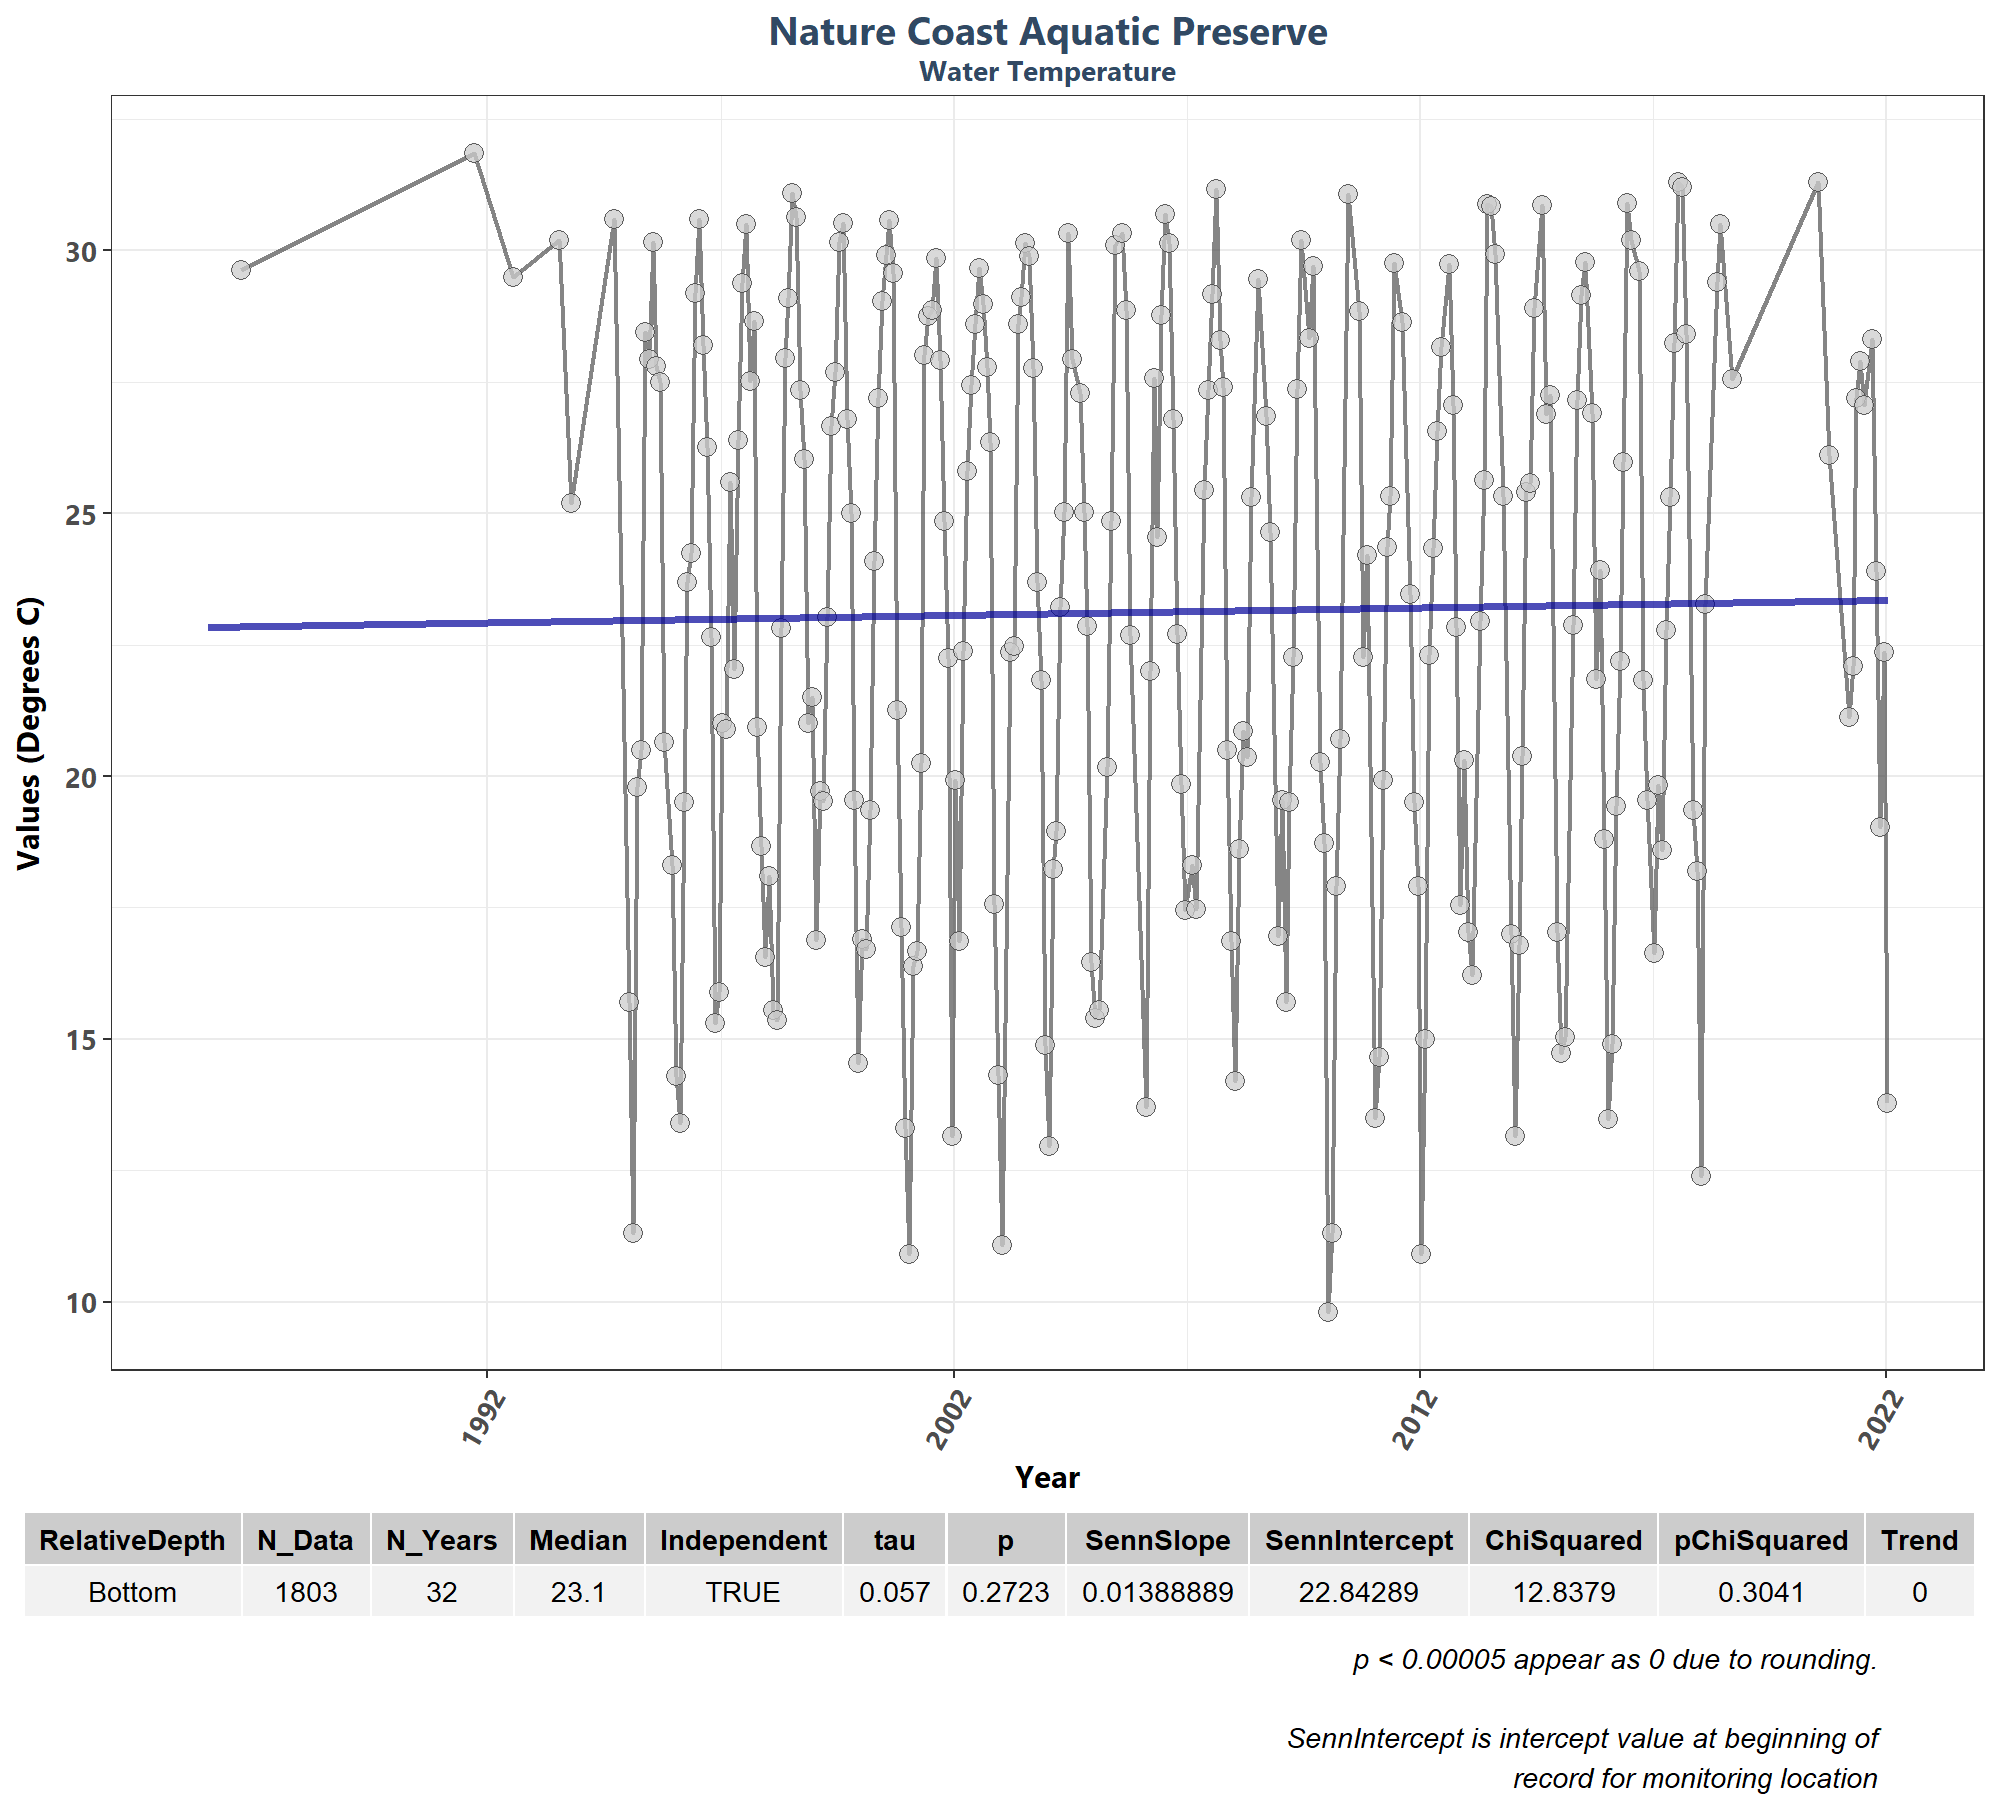 Nature Coast Aquatic Preserve
Water Temperature
Values (Degrees C)
30
25
20
15
10
1992
2002
2012
2022
Year
RelativeDepth N_Data N_Years Median Independent tau p SennSlope SennIntercept ChiSquared pChiSquared Trend
Bottom 1803 32 23.1 TRUE 0.057 0.2723 0.01388889 22.84289 12.8379 0.3041 0
p < 0.00005 appear as 0 due to rounding.
SennIntercept is intercept value at beginning of
record for monitoring location